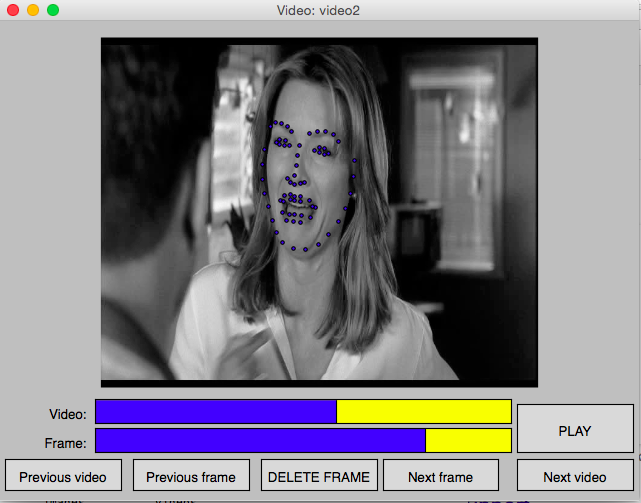 Video: video2
Video:
Frame:
PLAY
Previous video
Previous frame
DELETE FRAME
Next frame
Next video